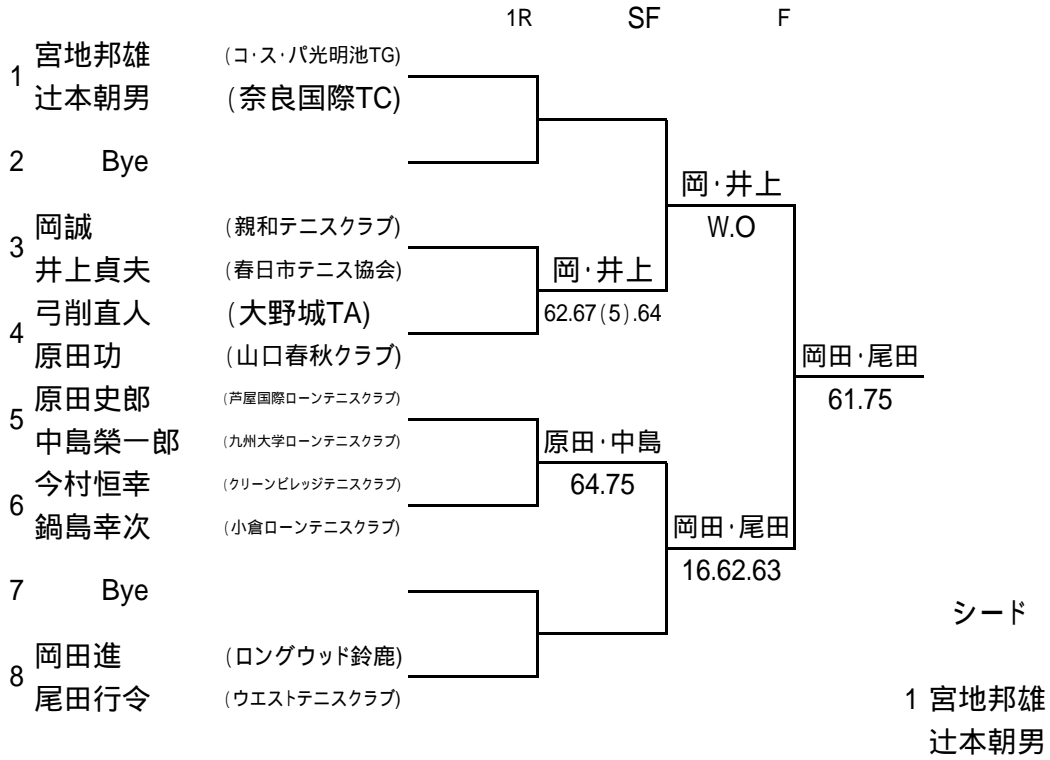 1R SF F
1 宮地邦雄 (コ・ス・パ光明池TG)
辻本朝男 (奈良国際TC)
2 Bye
岡・井上
W.O
3 岡誠 (親和テニスクラブ)
井上貞夫 (春日市テニス協会)
岡・井上
62.67(5).64
4 弓削直人 (大野城TA)
原田功 (山口春秋クラブ)
岡田・尾田
61.75
5 原田史郎 (芦屋国際ローンテニスクラブ)
中島榮一郎 (九州大学ローンテニスクラブ)
原田・中島
64.75
6 今村恒幸 (クリーンビレッジテニスクラブ)
鍋島幸次 (小倉ローンテニスクラブ)
岡田・尾田
16.62.63
7 Bye
8 岡田進 (ロングウッド鈴鹿)
尾田行令 (ウエストテニスクラブ)
シード
1 宮地邦雄
辻本朝男